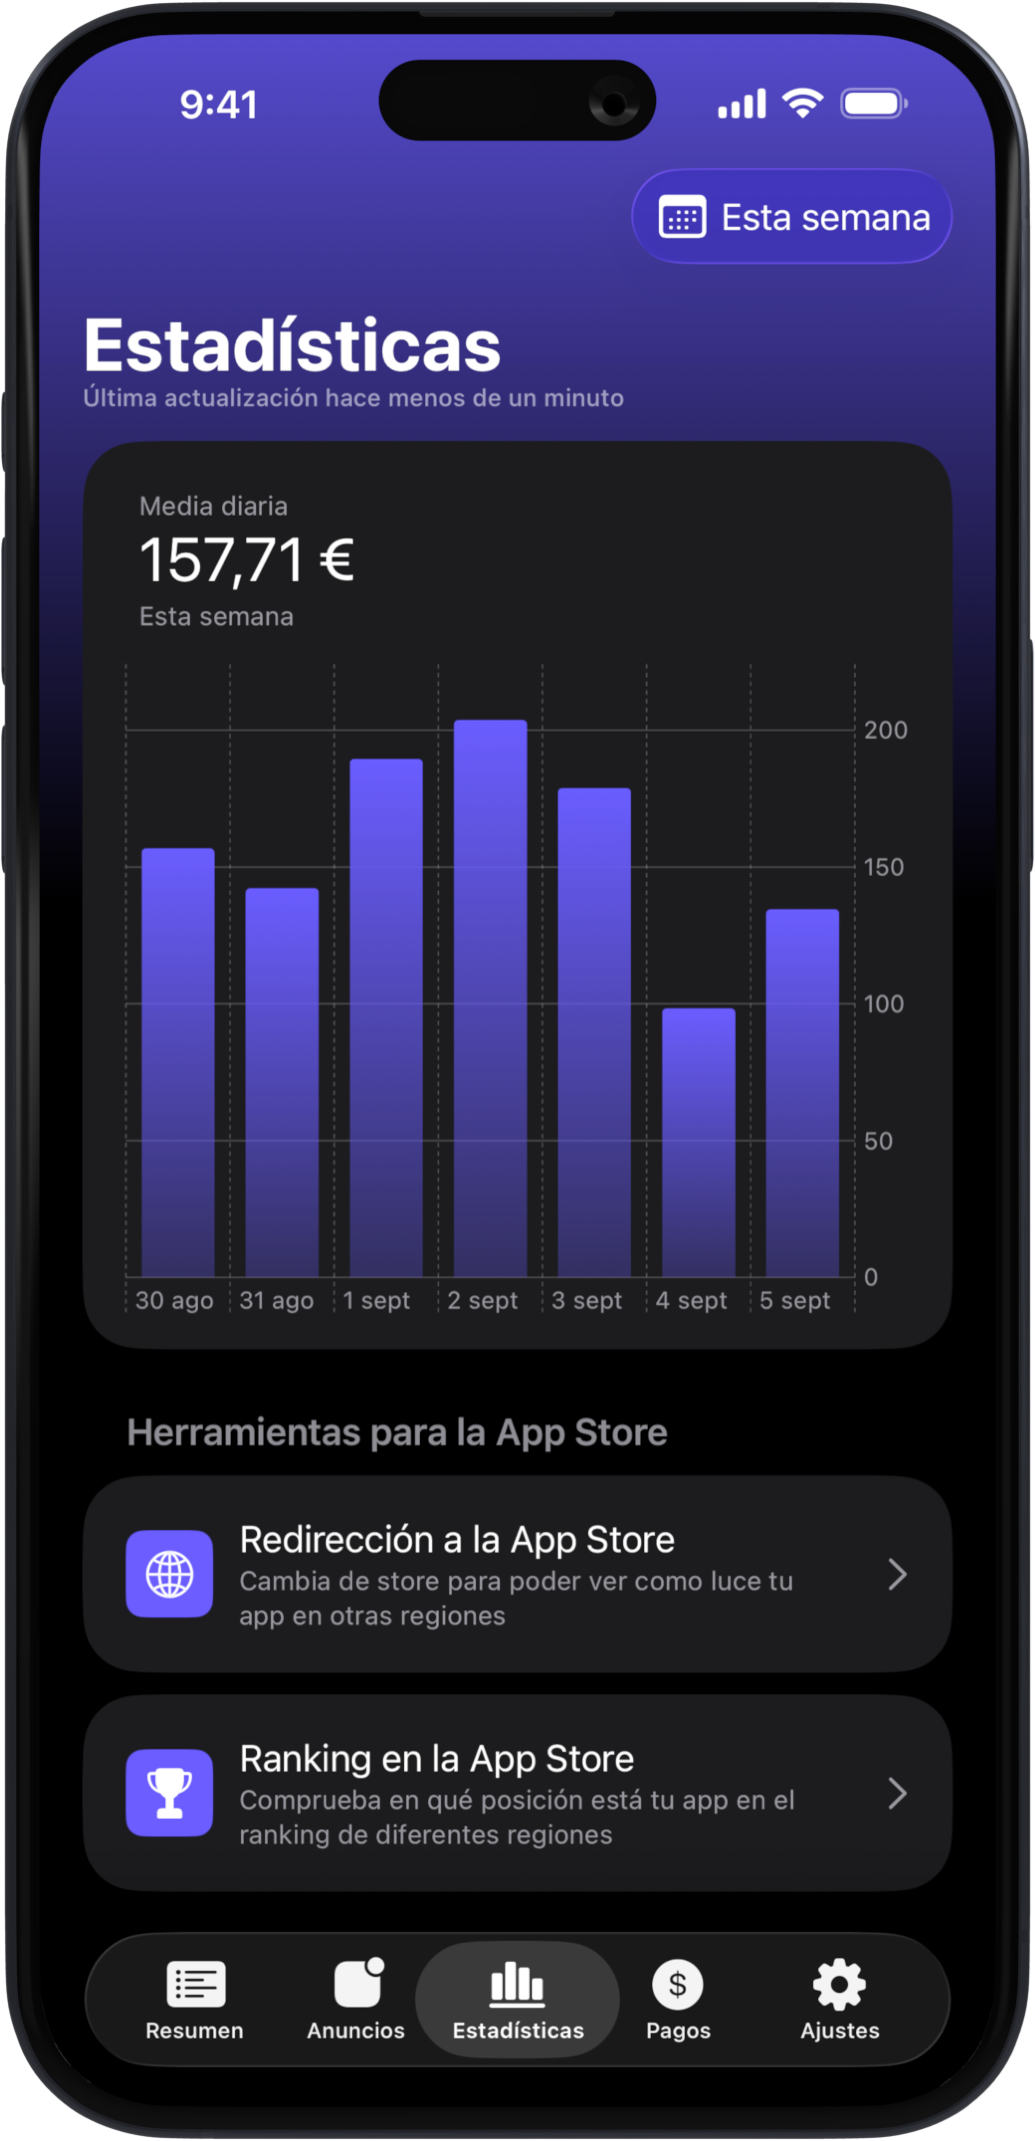 9:41
Esta semana
Estadísticas
Última actualización hace menos de un minuto
Media diaria
157,71 €
Esta semana
200
150
100
50
0
30 ago 31 ago 1 sept 2 sept 3 sept 4 sept 5 sept
Herramientas para la App Store
Redirección a la App Store
Cambia de store para poder ver como luce tu
app en otras regiones
Ranking en la App Store
Comprueba en qué posición está tu app en el
ranking de diferentes regiones
$
Resumen Anuncios Estadísticas Pagos Ajustes